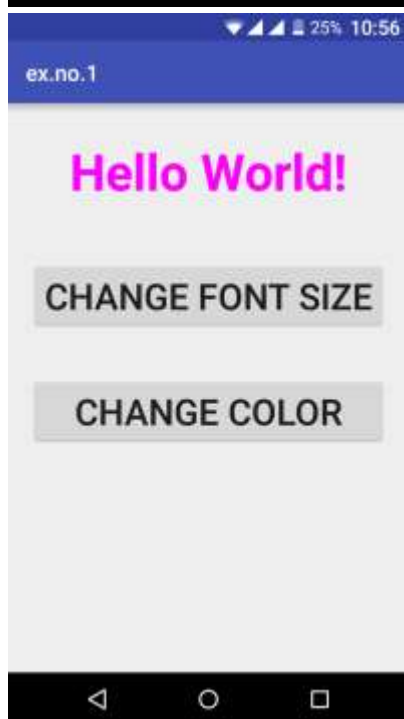 25% 10:56
ex.no.1
Hello World!
CHANGE FONT SIZE
CHANGE COLOR